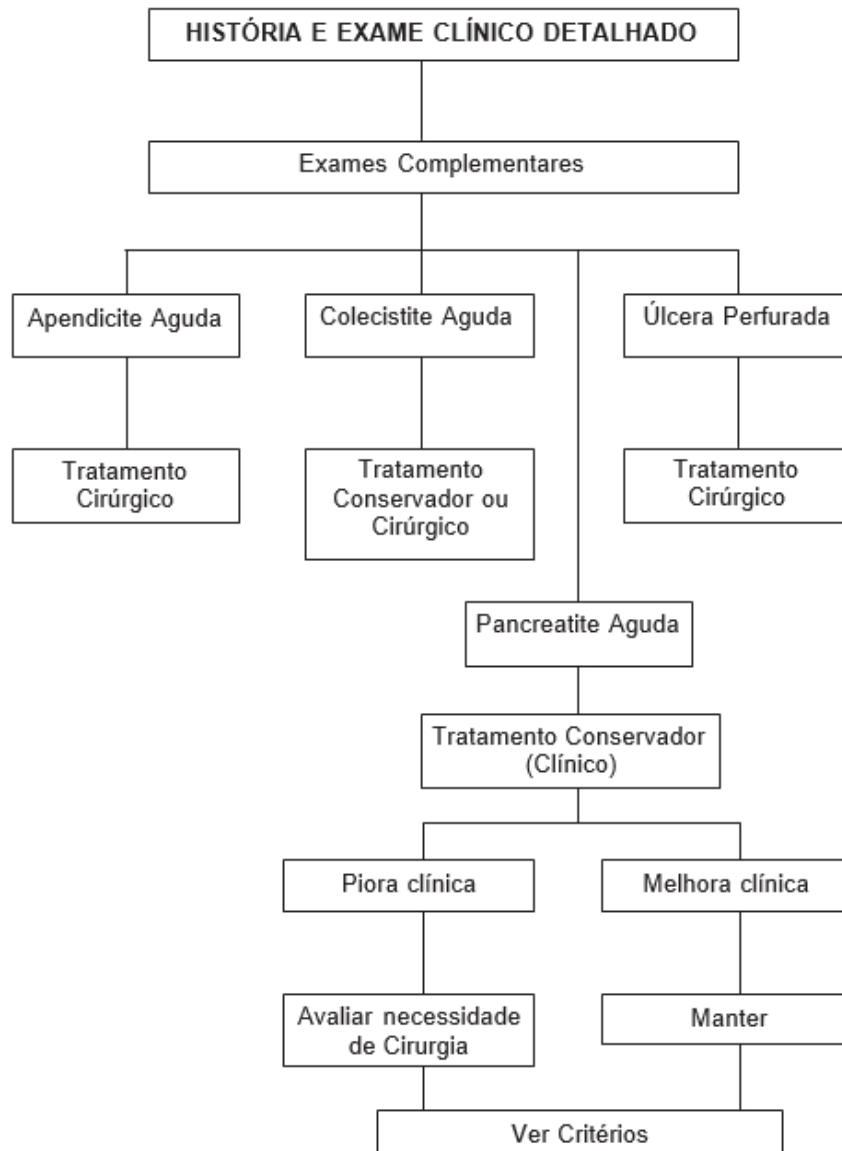 HISTÓRIA E EXAME CLÍNICO DETALHADO
Exames Complementares
Apendicite Aguda
Colecistite Aguda
Úlcera Perfurada
Tratamento
Cirúrgico
Tratamento
Conservador ou
Cirúrgico
Tratamento
Cirúrgico
Pancreatite Aguda
Tratamento Conservador
(Clínico)
Piora clínica
Melhora clínica
Avaliar necessidade
de Cirurgia
Manter
Ver Critérios